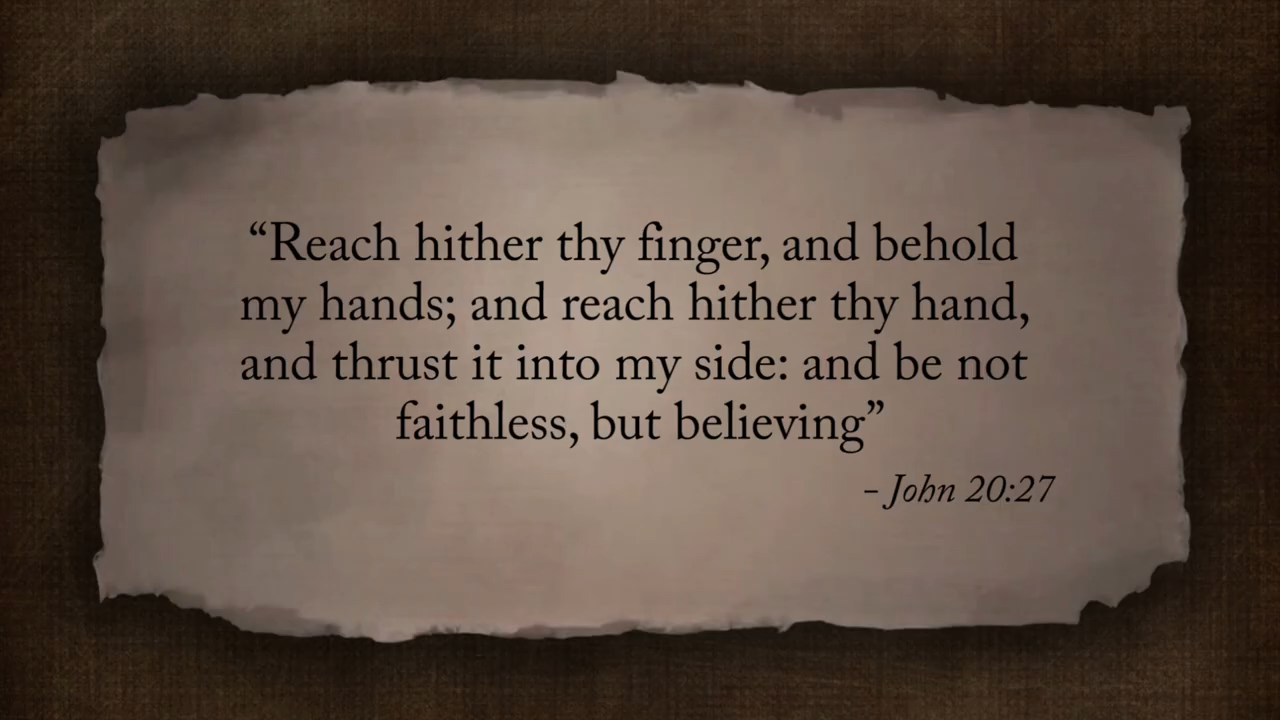 “Reach hither thy finger, and behold
my hands; and reach hither thy hand,
and thrust it into my side: and be not
faithless, but believing”
– John 20:27